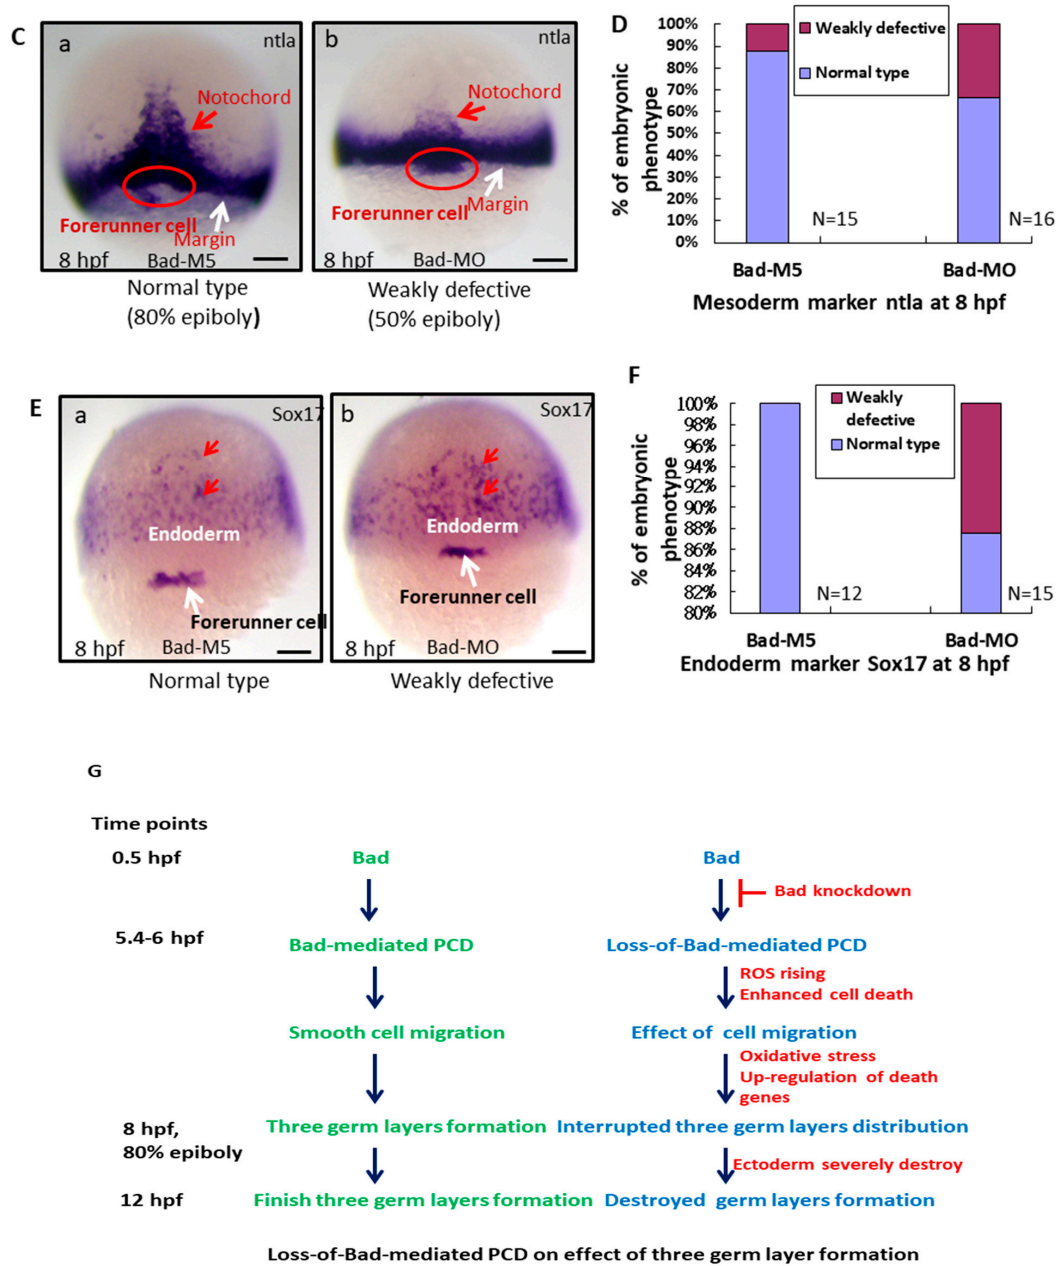 C
a
ntla
Notochord
Forerunner cell
Margin
8 hpf
Bad-M5
Normal type
(80% epiboly)
b
ntla
Notochord
Forerunner cell
Margin
8 hpf
Bad-MO
Weakly defective
(50% epiboly)
D
% of embryonic
phenotype
100%
90%
80%
70%
60%
50%
40%
30%
20%
10%
0%
Weakly defective
Normal type
N=15
N=16
Bad-M5
Bad-MO
Mesoderm marker ntla at 8 hpf
E
a
Sox17
Endoderm
Forerunner cell
8 hpf
Bad-M5
Normal type
b
Sox17
Endoderm
Forerunner cell
8 hpf
Bad-MO
Weakly defective
F
% of embryonic
phenotype
100%
98%
96%
94%
92%
90%
88%
86%
84%
82%
80%
Weakly
defective
Normal type
N=12
N=15
Bad-M5
Bad-MO
Endoderm marker Sox17 at 8 hpf
G
Time points
0.5 hpf
Bad
Bad
Bad knockdown
5.4-6 hpf
Bad-mediated PCD
Loss-of-Bad-mediated PCD
ROS rising
Enhanced cell death
Smooth cell migration
Effect of cell migration
Oxidative stress
Up-regulation of death
genes
8 hpf,
80% epiboly
Three germ layers formation
Interrupted three germ layers distribution
Ectoderm severely destroy
12 hpf
Finish three germ layers formation
Destroyed germ layers formation
Loss-of-Bad-mediated PCD on effect of three germ layer formation